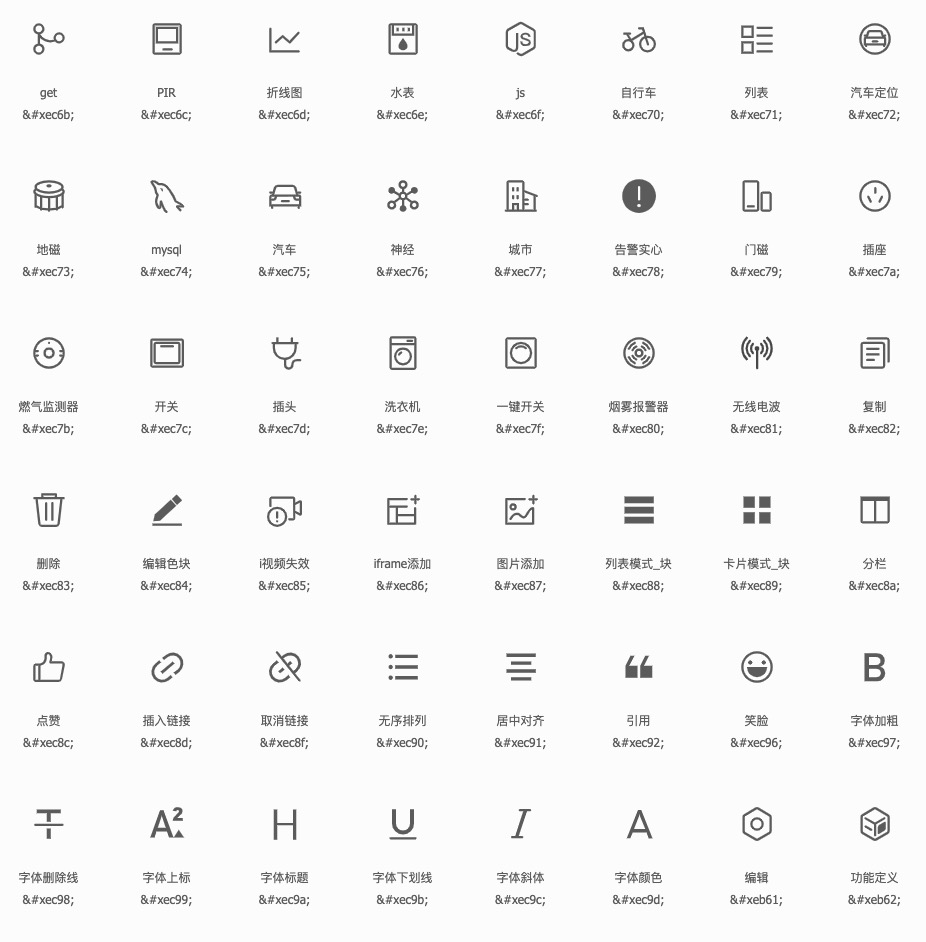 get PIR 折线图 水表 js 自行车 列表 汽车定位
&#xec6b; &#xec6c; &#xec6d; &#xec6e; &#xec6f; &#xec70; &#xec71; &#xec72;
地磁 mysql 汽车 神经 城市 告警实心 门磁 插座
&#xec73; &#xec74; &#xec75; &#xec76; &#xec77; &#xec78; &#xec79; &#xec7a;
燃气监测器 开关 插头 洗衣机 一键开关 烟雾报警器 无线电波 复制
&#xec7b; &#xec7c; &#xec7d; &#xec7e; &#xec7f; &#xec80; &#xec81; &#xec82;
删除 编辑色块 i视频失效 iframe添加 图片添加 列表模式_块 卡片模式_块 分栏
&#xec83; &#xec84; &#xec85; &#xec86; &#xec87; &#xec88; &#xec89; &#xec8a;
点赞 插入链接 取消链接 无序排列 居中对齐 引用 笑脸 字体加粗
&#xec8c; &#xec8d; &#xec8f; &#xec90; &#xec91; &#xec92; &#xec96; &#xec97;
字体删除线 字体上标 字体标题 字体下划线 字体斜体 字体颜色 编辑 功能定义
&#xec98; &#xec99; &#xec9a; &#xec9b; &#xec9c; &#xec9d; &#xeb61; &#xeb62;